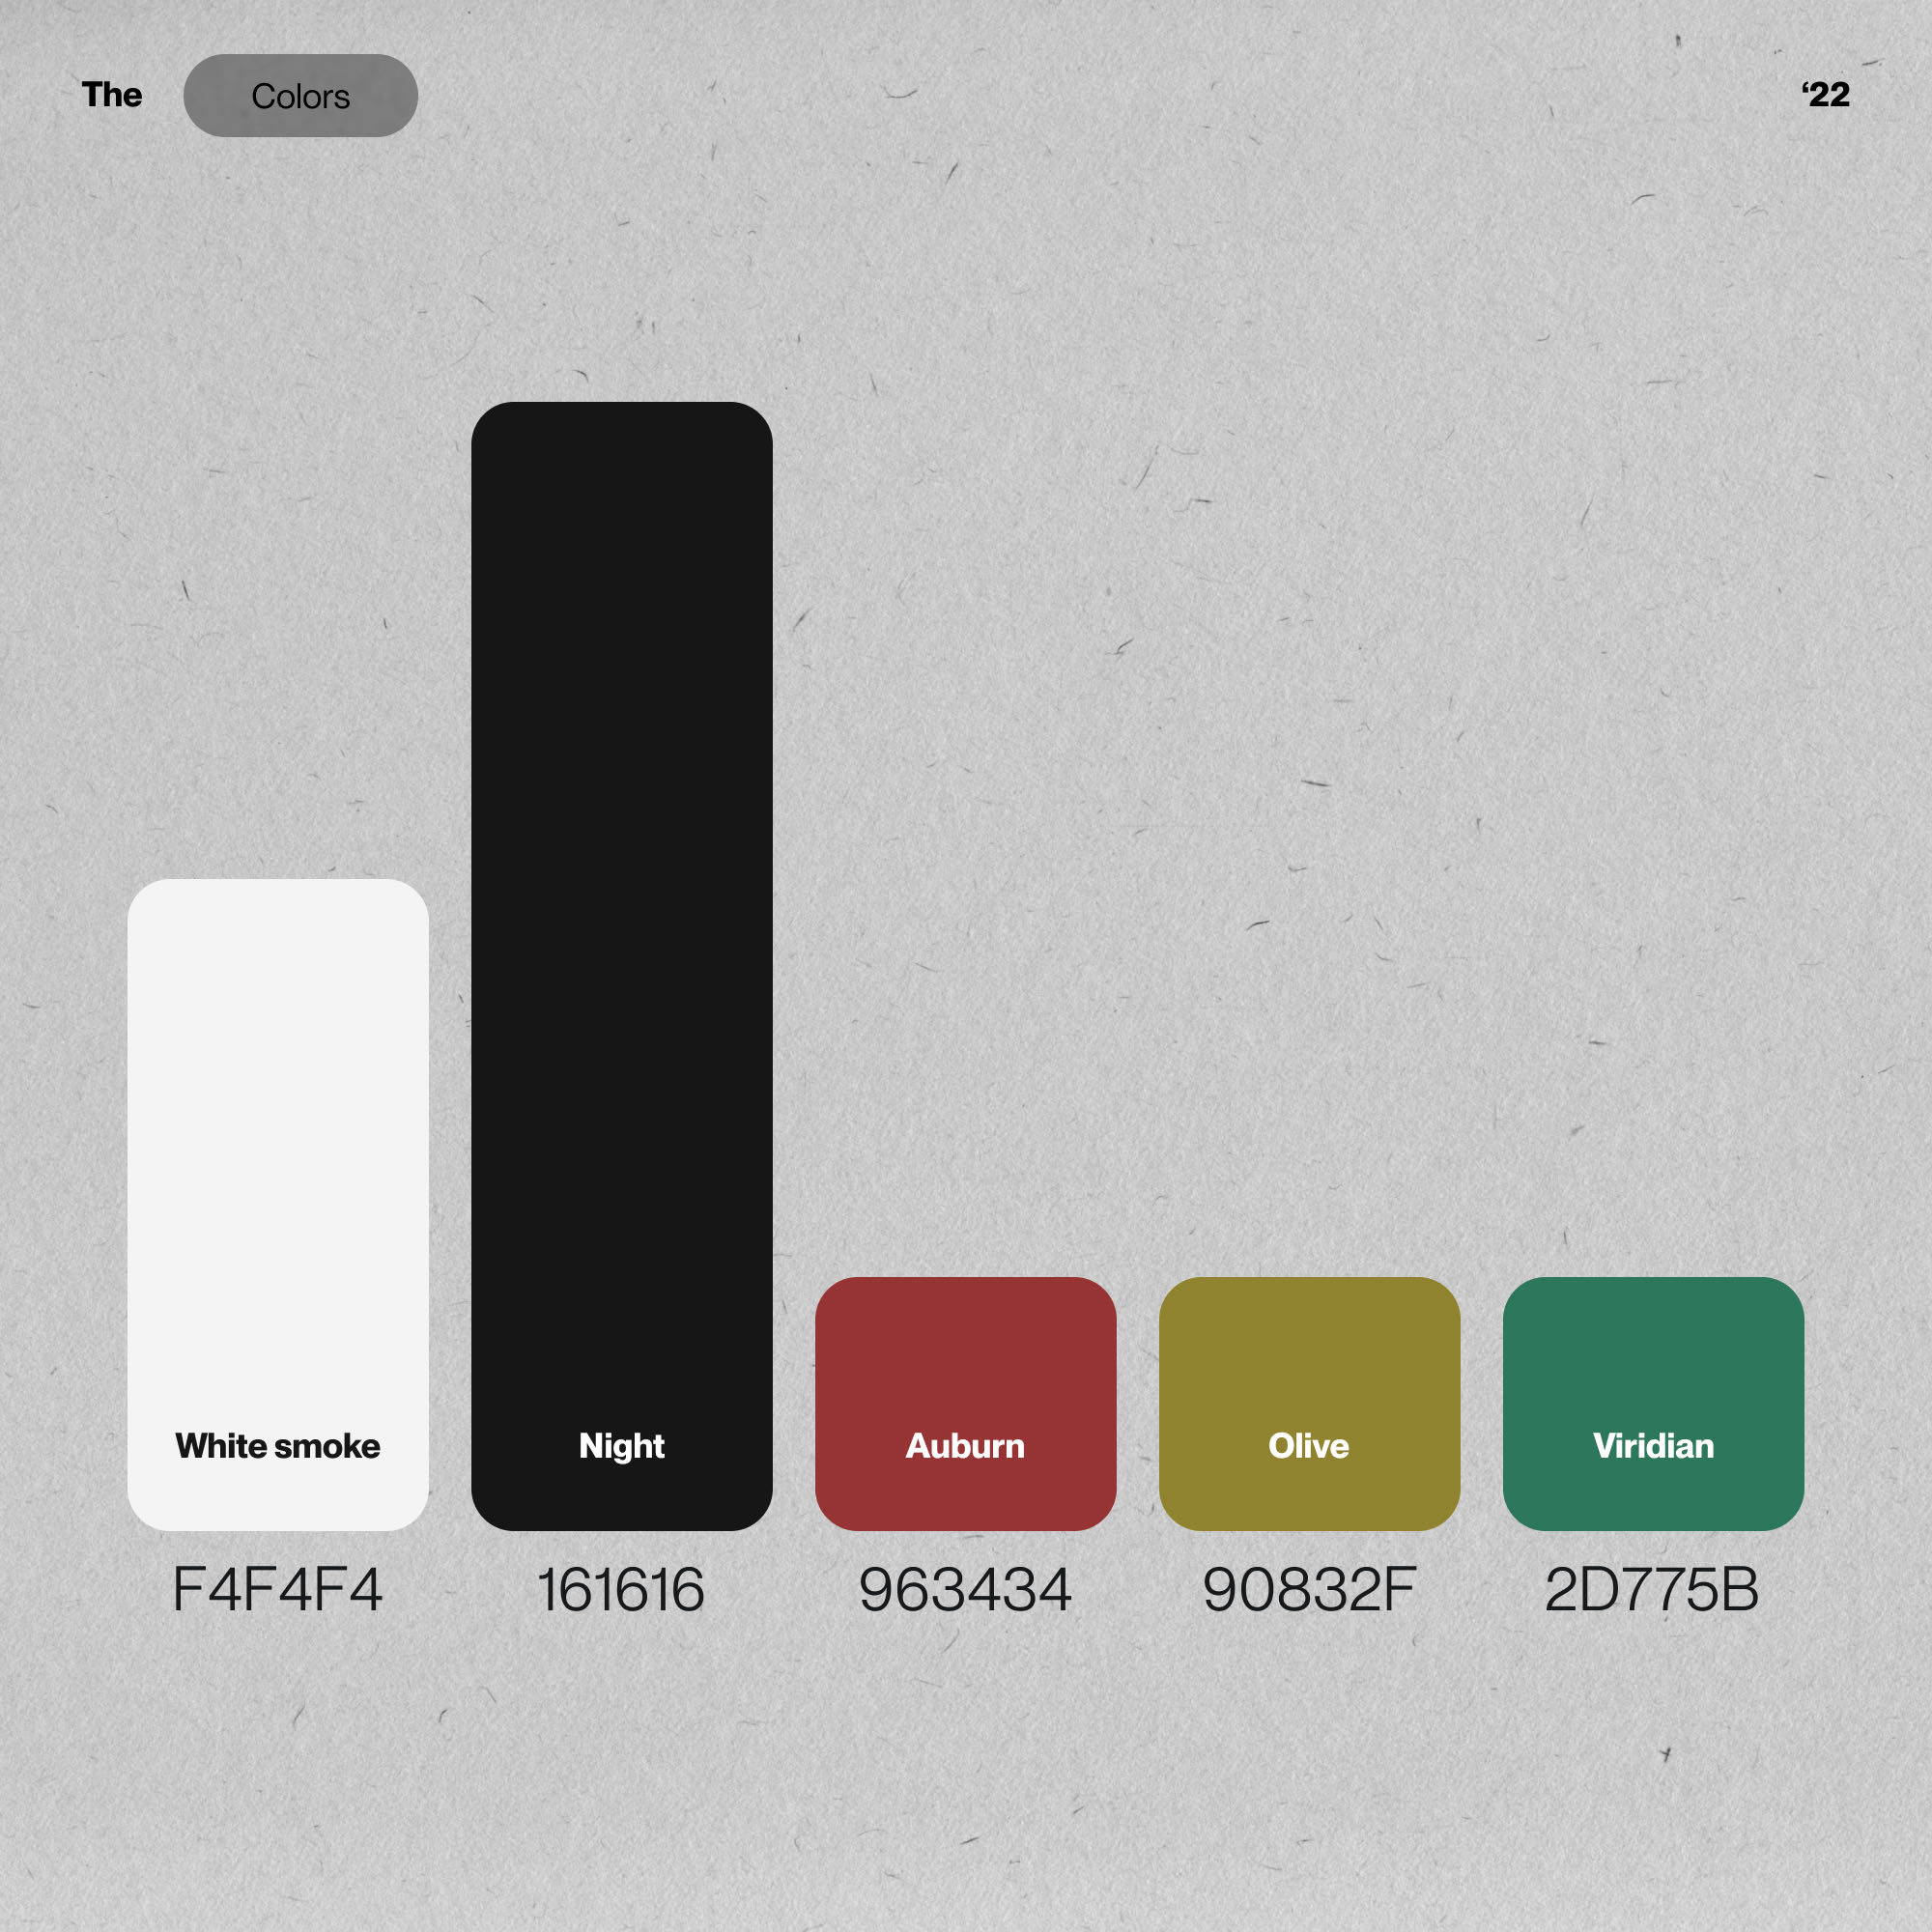 The Colors ‘22
White smoke Night Auburn Olive Viridian
F4F4F4 161616 963434 90832F 2D775B